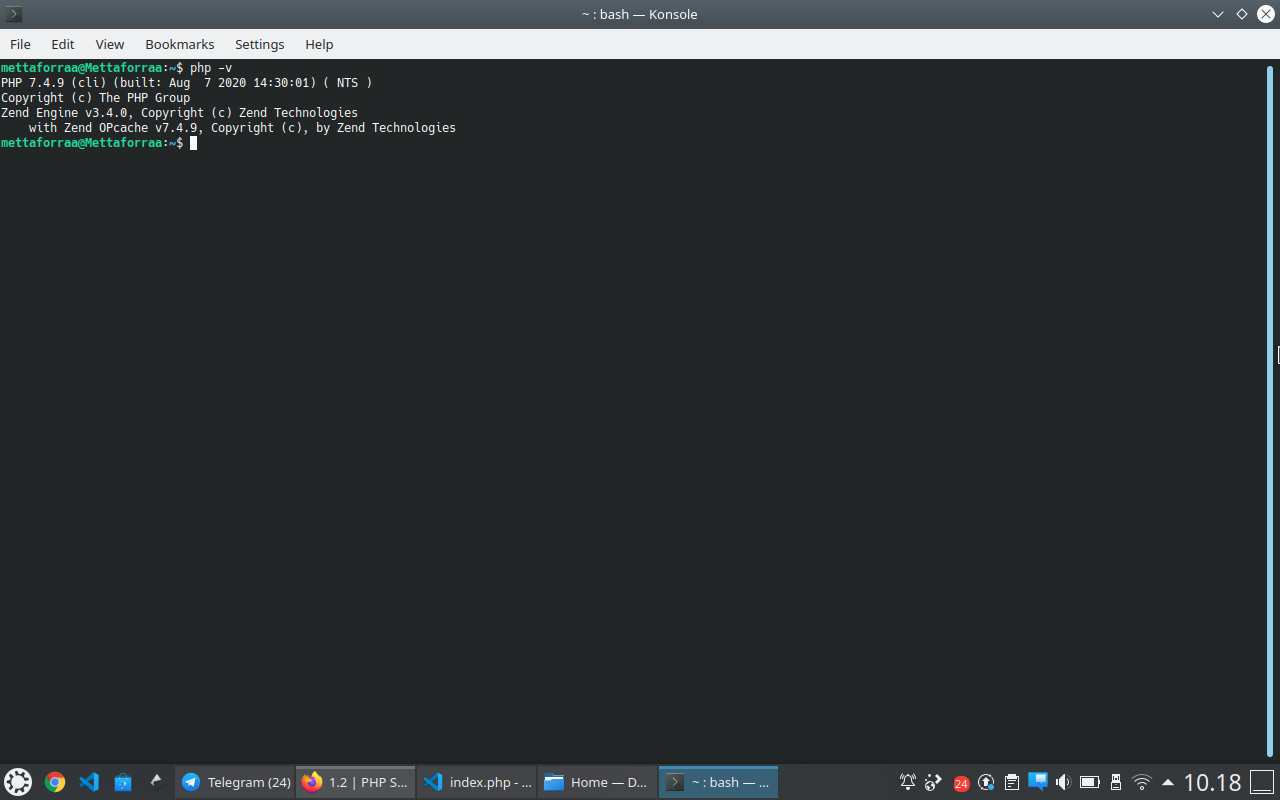 ~ : bash — Konsole
File Edit View Bookmarks Settings Help
mettaforraa@Mettaforraa:~$ php -v
PHP 7.4.9 (cli) (built: Aug  7 2020 14:30:01) ( NTS )
Copyright (c) The PHP Group
Zend Engine v3.4.0, Copyright (c) Zend Technologies
    with Zend OPcache v7.4.9, Copyright (c), by Zend Technologies
mettaforraa@Mettaforraa:~$
Telegram (24) 1.2 | PHP S... index.php - ... Home — D... ~ : bash — ... 24 10.18